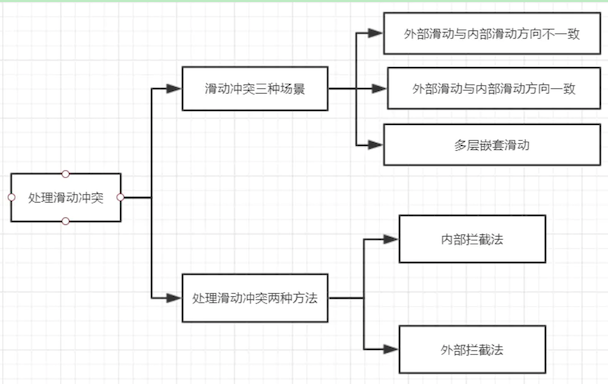 外部滑动与内部滑动方向不一致
滑动冲突三种场景
外部滑动与内部滑动方向一致
多层嵌套滑动
处理滑动冲突
内部拦截法
处理滑动冲突两种方法
外部拦截法